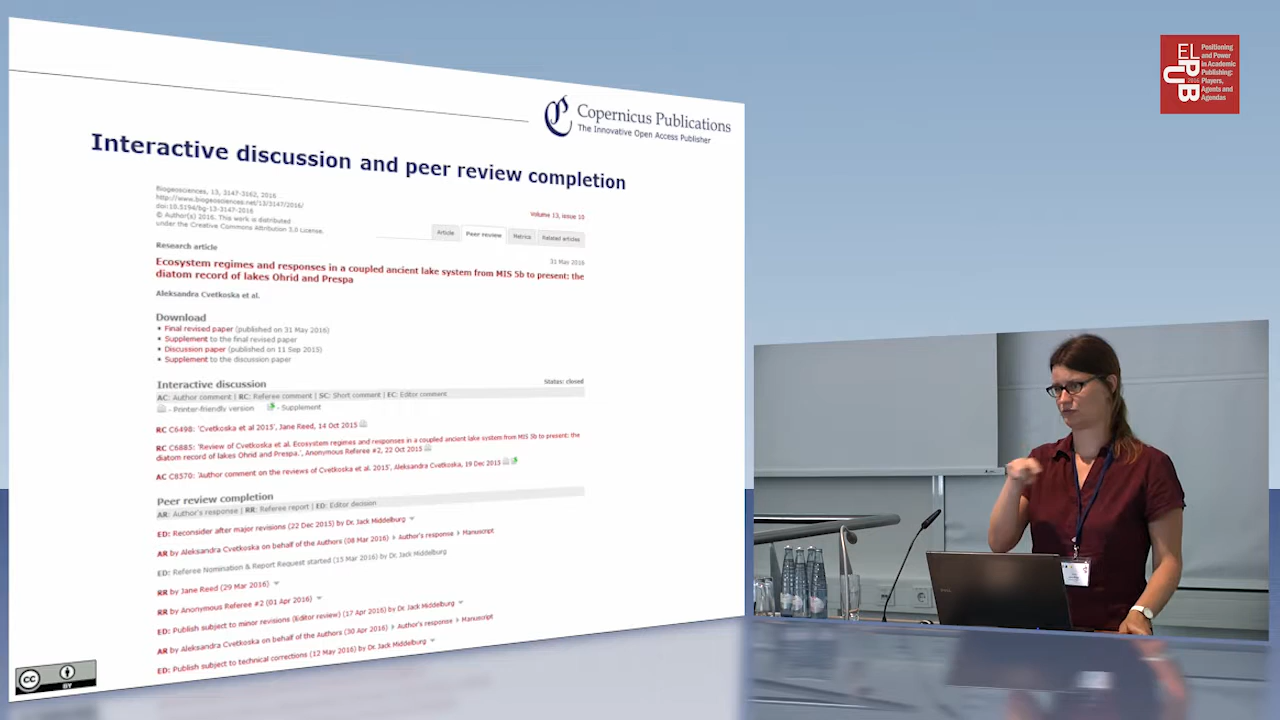 Copernicus Publications
The Innovative Open Access Publisher
Interactive discussion and peer review completion
Biogeosciences, 13, 3147-3162, 2016
http://www.biogeosciences.net/13/3147/2016/
doi:10.5194/bg-13-3147-2016
© Author(s) 2016. This work is distributed
under the Creative Commons Attribution 3.0 License.
Volume 13, issue 10
Article
Peer review
Metrics
Related articles
Research article
31 May 2016
Ecosystem regimes and responses in a coupled ancient lake system from MIS 5b to present: the
diatom record of lakes Ohrid and Prespa
Aleksandra Cvetkoska et al.
Download
Final revised paper (published on 31 May 2016)
Supplement to the final revised paper
Discussion paper (published on 11 Sep 2015)
Supplement to the discussion paper
Interactive discussion
Status: closed
AC: Author comment | RC: Referee comment | SC: Short comment | EC: Editor comment
- Printer-friendly version - Supplement
RC C6498: 'Cvetkoska et al 2015', Jane Reed, 14 Oct 2015
RC C6885: 'Review of Cvetkoska et al. Ecosystem regimes and responses in a coupled ancient lake system from MIS 5b to present: the
diatom record of lakes Ohrid and Prespa.', Anonymous Referee #2, 22 Oct 2015
AC C8570: 'Author comment on the reviews of Cvetkoska et al. 2015', Aleksandra Cvetkoska, 19 Dec 2015
Peer review completion
AR: Author's response | RR: Referee report | ED: Editor decision
ED: Reconsider after major revisions (22 Dec 2015) by Dr. Jack Middelburg
AR by Aleksandra Cvetkoska on behalf of the Authors (08 Mar 2016) Author's response Manuscript
ED: Referee Nomination & Report Request started (15 Mar 2016) by Dr. Jack Middelburg
RR by Jane Reed (29 Mar 2016)
RR by Anonymous Referee #2 (01 Apr 2016)
ED: Publish subject to minor revisions (Editor review) (17 Apr 2016) by Dr. Jack Middelburg
AR by Aleksandra Cvetkoska on behalf of the Authors (30 Apr 2016) Author's response Manuscript
ED: Publish subject to technical corrections (12 May 2016) by Dr. Jack Middelburg
cc
BY
ELPUB
2016
Positioning
and Power
in Academic
Publishing:
Players,
Agents and
Agendas